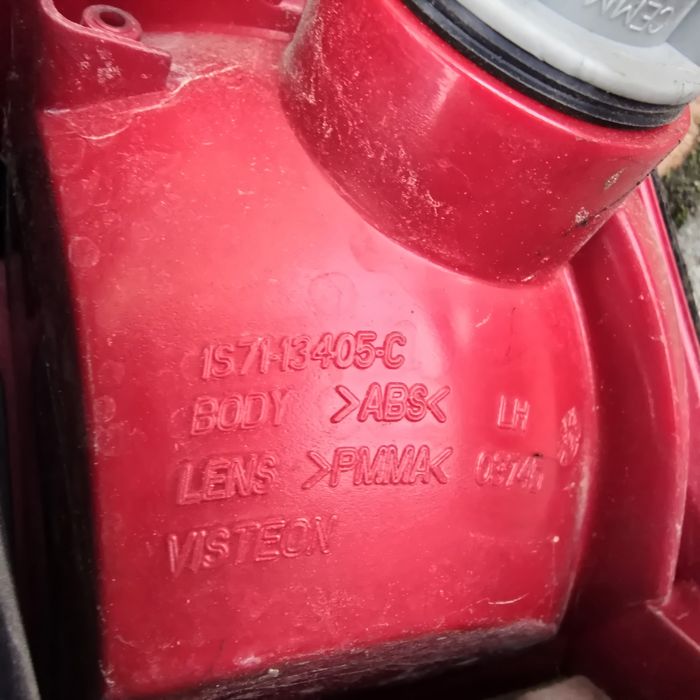 1S71-13405-C
BODY >ABS< LH
LENS >PMMA<
VISTEON